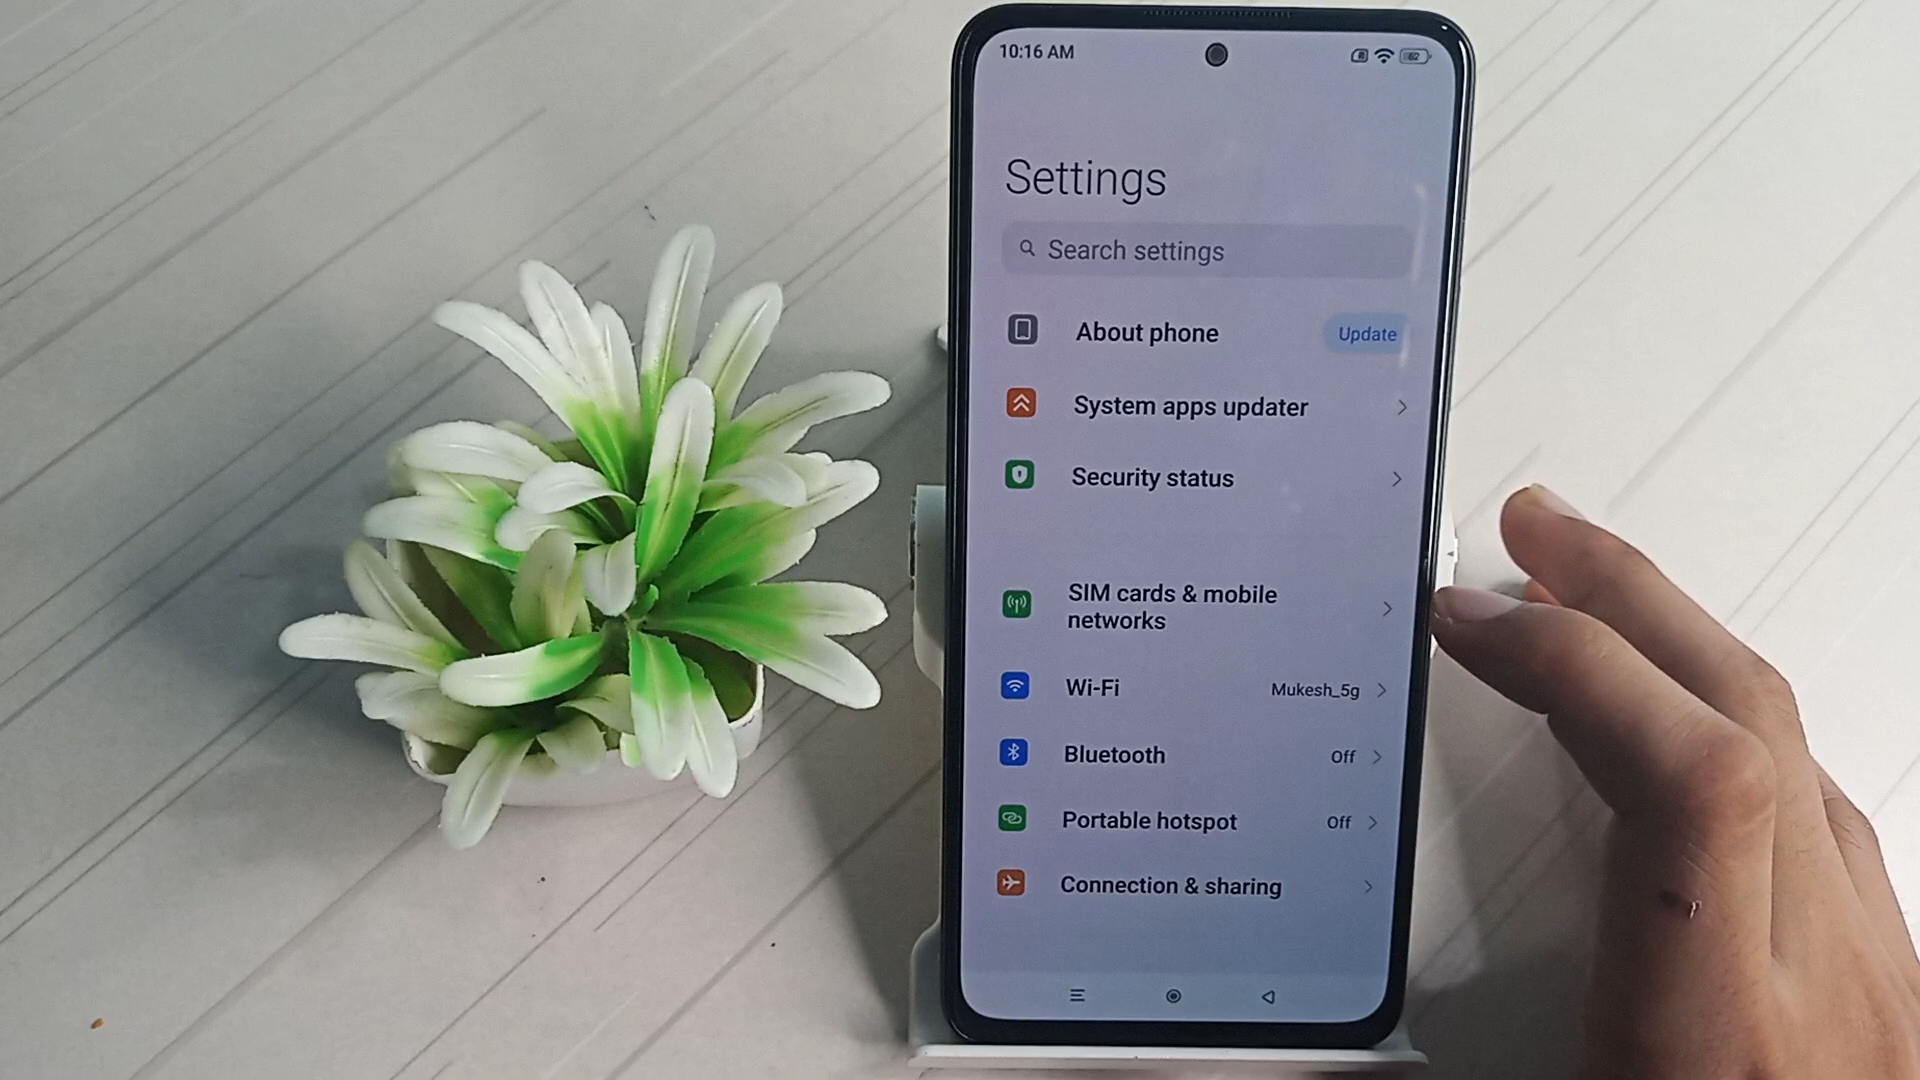 10:16 AM
62
Settings
Search settings
About phone
Update
System apps updater
Security status
SIM cards & mobile
networks
Wi-Fi
Mukesh_5g
Bluetooth
Off
Portable hotspot
Off
Connection & sharing